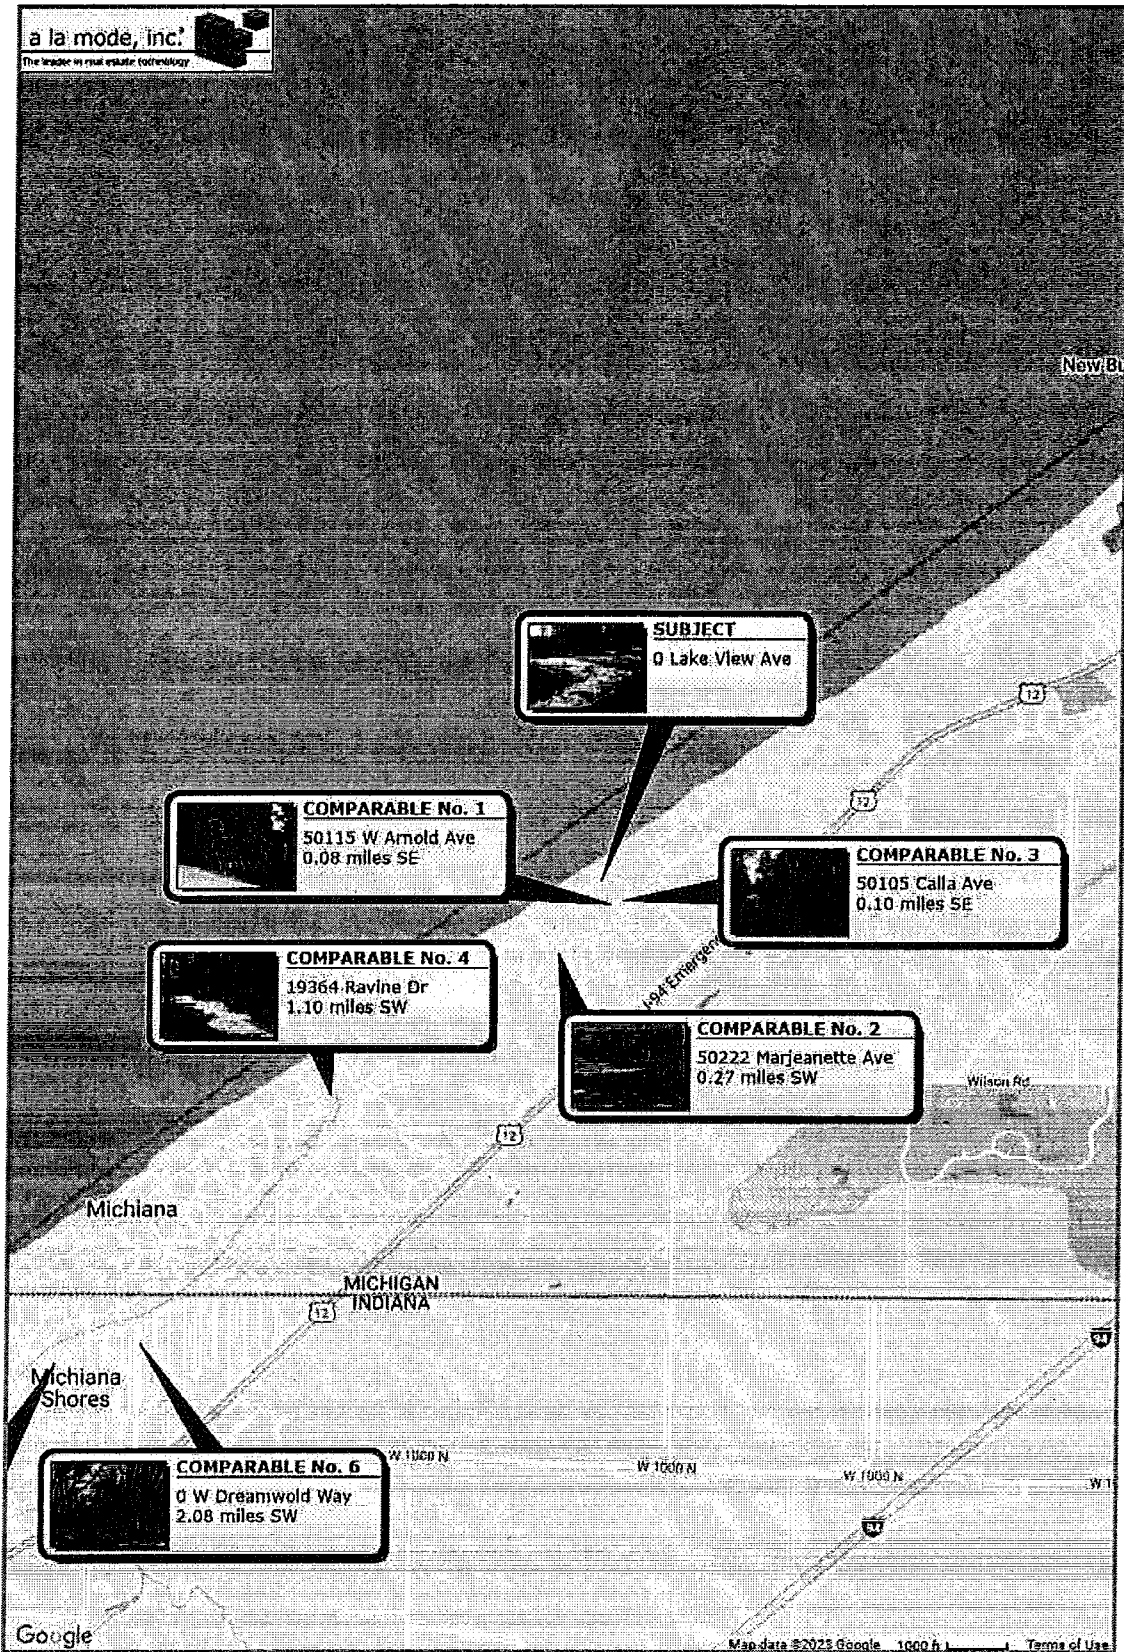 a la mode, inc.
The leader in real estate technology
New Bu
SUBJECT
0 Lake View Ave
12
12
COMPARABLE No. 1
50115 W Arnold Ave
0.08 miles SE
COMPARABLE No. 3
50105 Calla Ave
0.10 miles SE
I-94 Emergenc
COMPARABLE No. 4
19364 Ravine Dr
1.10 miles SW
COMPARABLE No. 2
50222 Marjeanette Ave
0.27 miles SW
Wilson Rd
12
Michiana
MICHIGAN
INDIANA
12
94
Michiana
Shores
COMPARABLE No. 6
0 W Dreamwold Way
2.08 miles SW
W 1000 N
W 1000 N
W 1000 N
W 1
94
Google
Map data ©2025 Google
1000 ft
Terms of Use